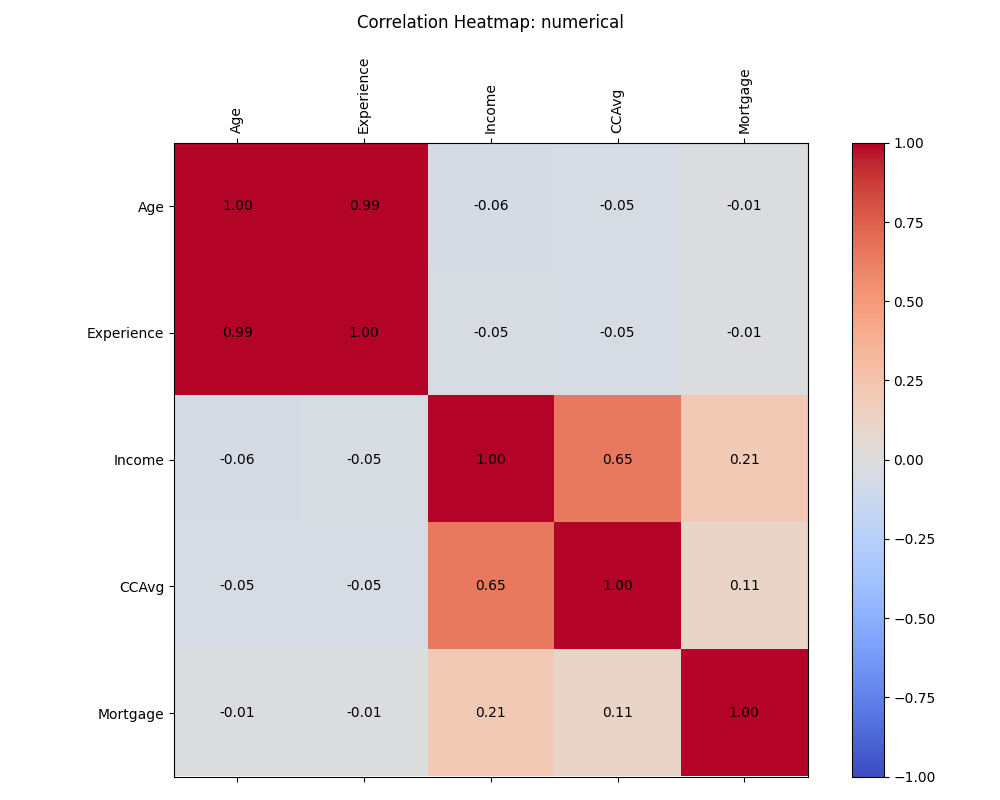 Correlation Heatmap: numerical
Age Experience Income CCAvg Mortgage
Age 1.00 0.99 -0.06 -0.05 -0.01
Experience 0.99 1.00 -0.05 -0.05 -0.01
Income -0.06 -0.05 1.00 0.65 0.21
CCAvg -0.05 -0.05 0.65 1.00 0.11
Mortgage -0.01 -0.01 0.21 0.11 1.00
1.00
0.75
0.50
0.25
0.00
−0.25
−0.50
−0.75
−1.00